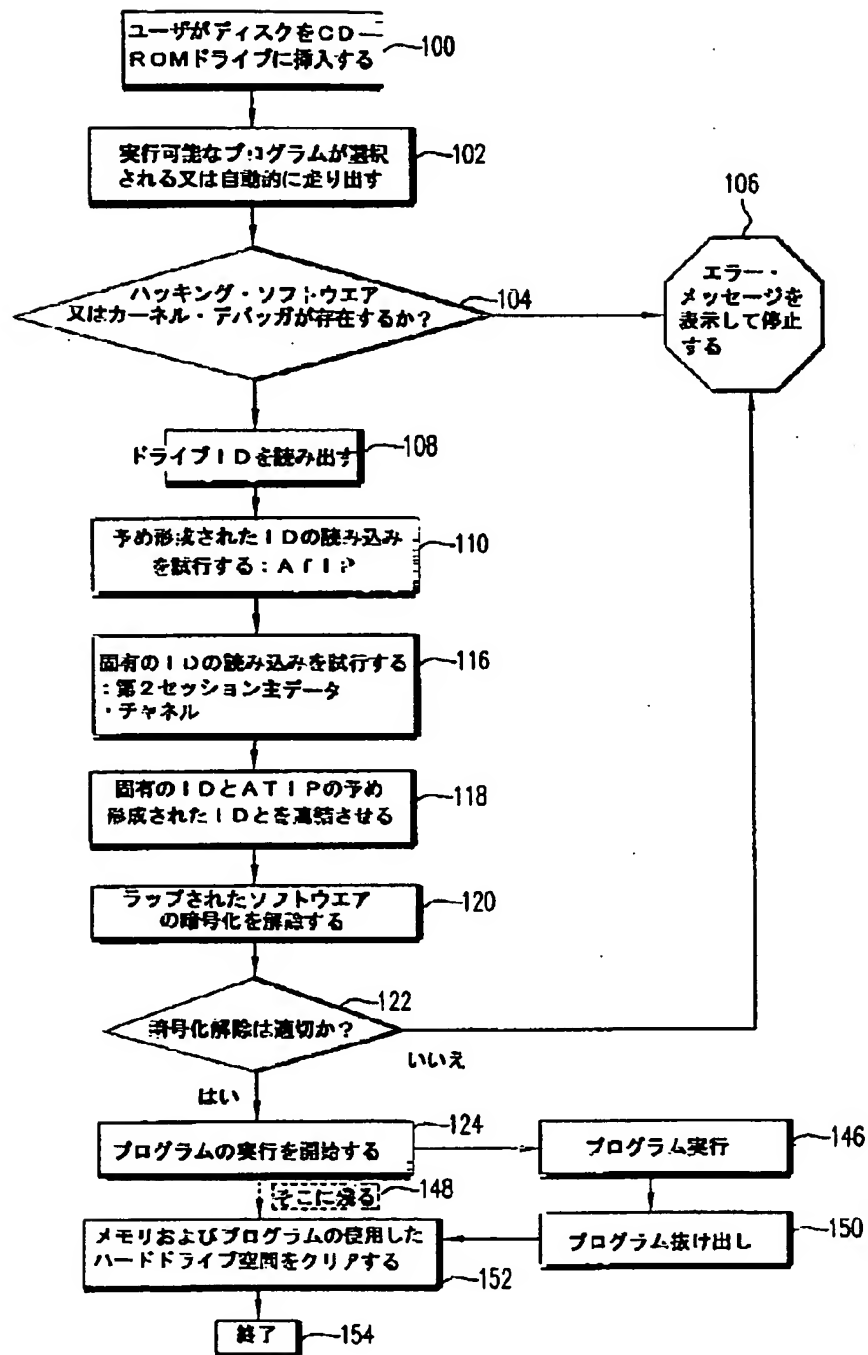 ユーザがディスクをCD―
ROMドライブに挿入する
100
実行可能なプログラムが選択
される又は自動的に走り出す
102
106
エラー・
メッセージを
表示して停止
する
ハッキング・ソフトウエア
又はカーネル・デバッガが存在するか?
104
ドライブIDを読み出す
108
予め形成されたIDの読み込み
を試行する:ATIP
110
固有のIDの読み込みを試行する
:第2セッション主データ
・チャネル
116
固有のIDとATIPの予め
形成されたIDとを連結させる
118
ラップされたソフトウエア
の暗号化を解除する
120
122
暗号化解除は適切か?
いいえ
はい
124
プログラムの実行を開始する
プログラム実行
146
そこに残る
148
メモリおよびプログラムの使用した
ハードドライブ空間をクリアする
152
プログラム抜け出し
150
終了
154